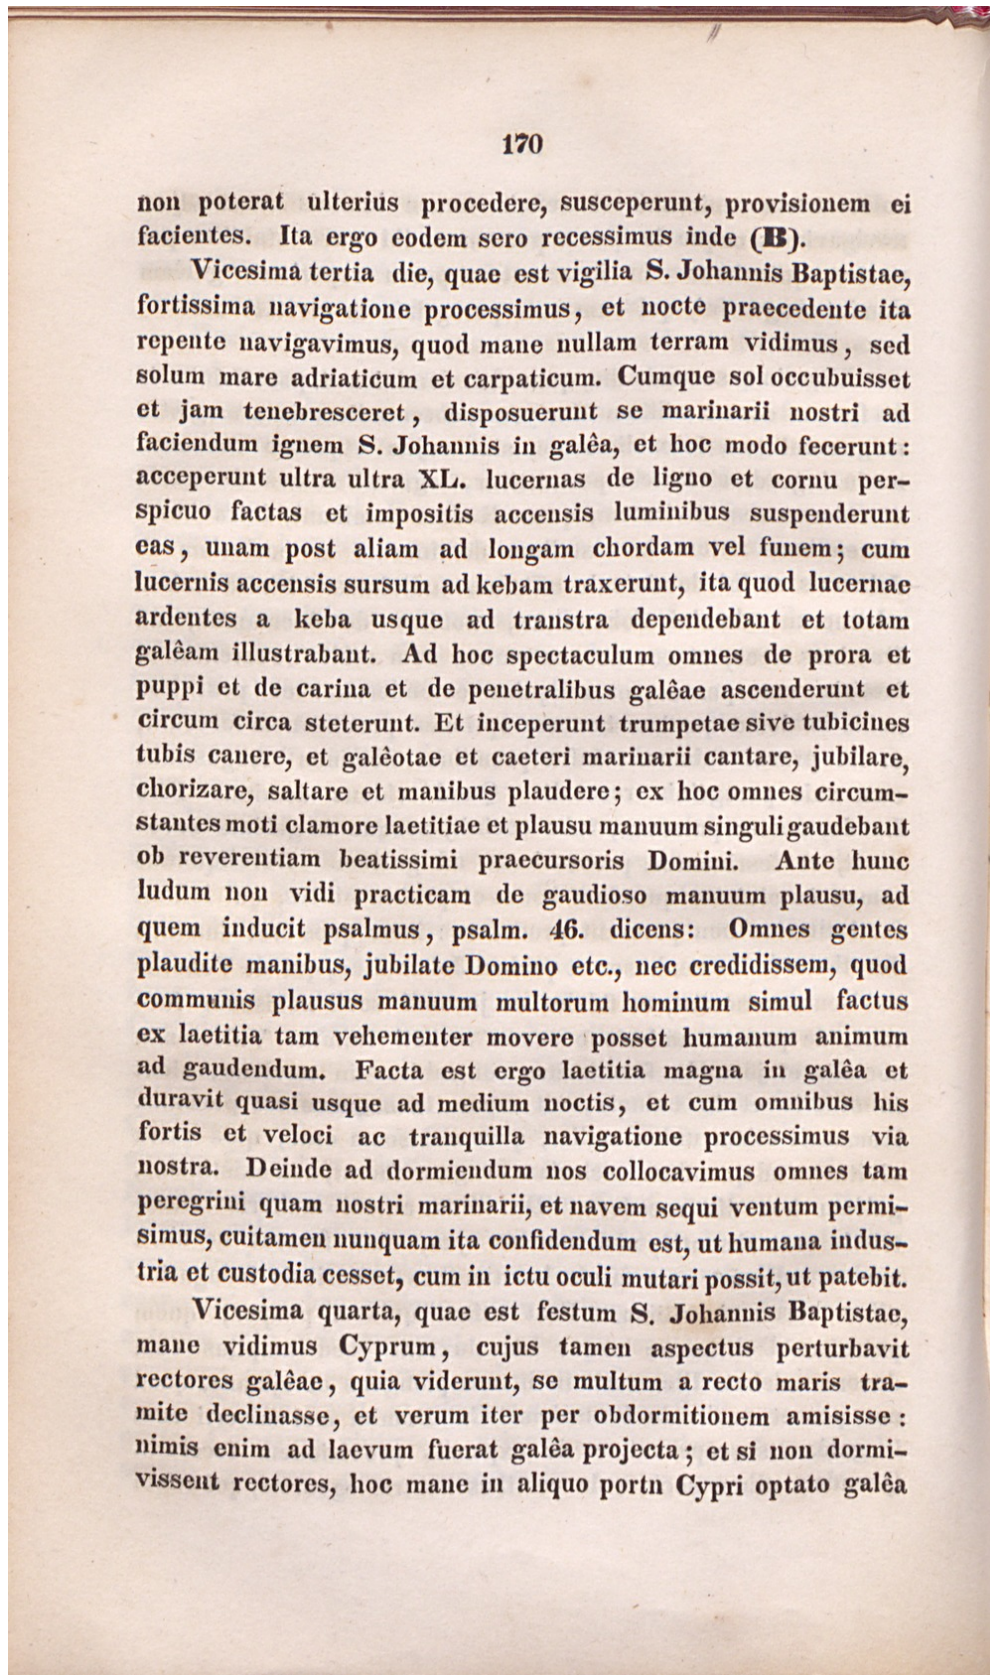 170
non poterat ulterius procedere, susceperunt, provisionem ei
facientes. Ita ergo eodem sero recessimus inde (B).
Vicesima tertia die, quae est vigilia S. Johannis Baptistae,
fortissima navigatione processimus, et nocte praecedente ita
repente navigavimus, quod mane nullam terram vidimus, sed
solum mare adriaticum et carpaticum. Cumque sol occubuisset
et jam tenebresceret, disposuerunt se marinarii nostri ad
faciendum ignem S. Johannis in galêa, et hoc modo fecerunt:
acceperunt ultra ultra XL. lucernas de ligno et cornu per-
spicuo factas et impositis accensis luminibus suspenderunt
eas, unam post aliam ad longam chordam vel funem; cum
lucernis accensis sursum ad kebam traxerunt, ita quod lucernae
ardentes a keba usque ad transtra dependebant et totam
galêam illustrabant. Ad hoc spectaculum omnes de prora et
puppi et de carina et de penetralibus galêae ascenderunt et
circum circa steterunt. Et inceperunt trumpetae sive tubicines
tubis canere, et galêotae et caeteri marinarii cantare, jubilare,
chorizare, saltare et manibus plaudere; ex hoc omnes circum-
stantes moti clamore laetitiae et plausu manuum singuli gaudebant
ob reverentiam beatissimi praecursoris Domini. Ante hunc
ludum non vidi practicam de gaudioso manuum plausu, ad
quem inducit psalmus, psalm. 46. dicens: Omnes gentes
plaudite manibus, jubilate Domino etc., nec credidissem, quod
communis plausus manuum multorum hominum simul factus
ex laetitia tam vehementer movere posset humanum animum
ad gaudendum. Facta est ergo laetitia magna in galêa et
duravit quasi usque ad medium noctis, et cum omnibus his
fortis et veloci ac tranquilla navigatione processimus via
nostra. Deinde ad dormiendum nos collocavimus omnes tam
peregrini quam nostri marinarii, et navem sequi ventum permi-
simus, cui tamen nunquam ita confidendum est, ut humana indus-
tria et custodia cesset, cum in ictu oculi mutari possit, ut patebit.
Vicesima quarta, quae est festum S. Johannis Baptistae,
mane vidimus Cyprum, cujus tamen aspectus perturbavit
rectores galêae, quia viderunt, se multum a recto maris tra-
mite declinasse, et verum iter per obdormitionem amisisse:
nimis enim ad laevum fuerat galêa projecta; et si non dormi-
vissent rectores, hoc mane in aliquo portn Cypri optato galêa